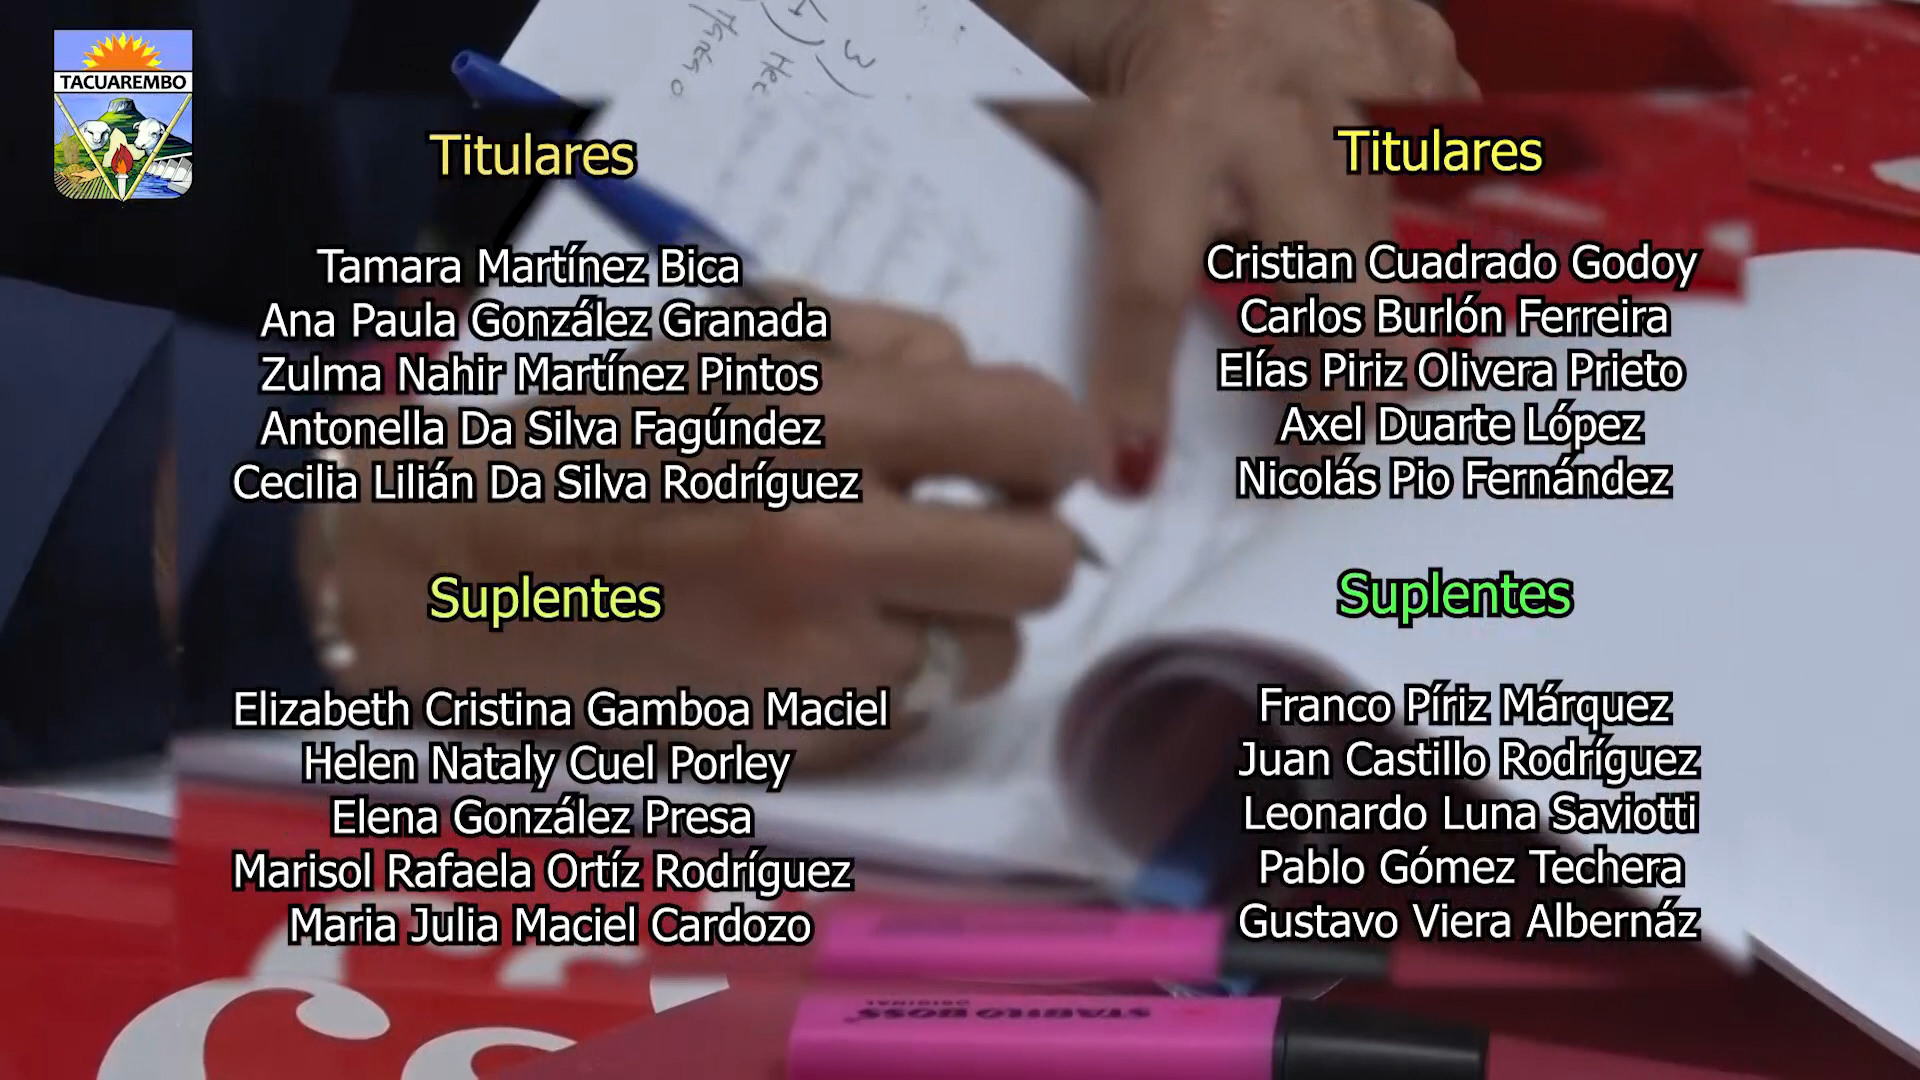 TACUAREMBO
Titulares
Tamara Martínez Bica
Ana Paula González Granada
Zulma Nahir Martínez Pintos
Antonella Da Silva Fagúndez
Cecilia Lilián Da Silva Rodríguez
Suplentes
Elizabeth Cristina Gamboa Maciel
Helen Nataly Cuel Porley
Elena González Presa
Marisol Rafaela Ortíz Rodríguez
Maria Julia Maciel Cardozo
Titulares
Cristian Cuadrado Godoy
Carlos Burlón Ferreira
Elías Piriz Olivera Prieto
Axel Duarte López
Nicolás Pio Fernández
Suplentes
Franco Píriz Márquez
Juan Castillo Rodríguez
Leonardo Luna Saviotti
Pablo Gómez Techera
Gustavo Viera Albernáz
STABILO BOSS
ORIGINAL